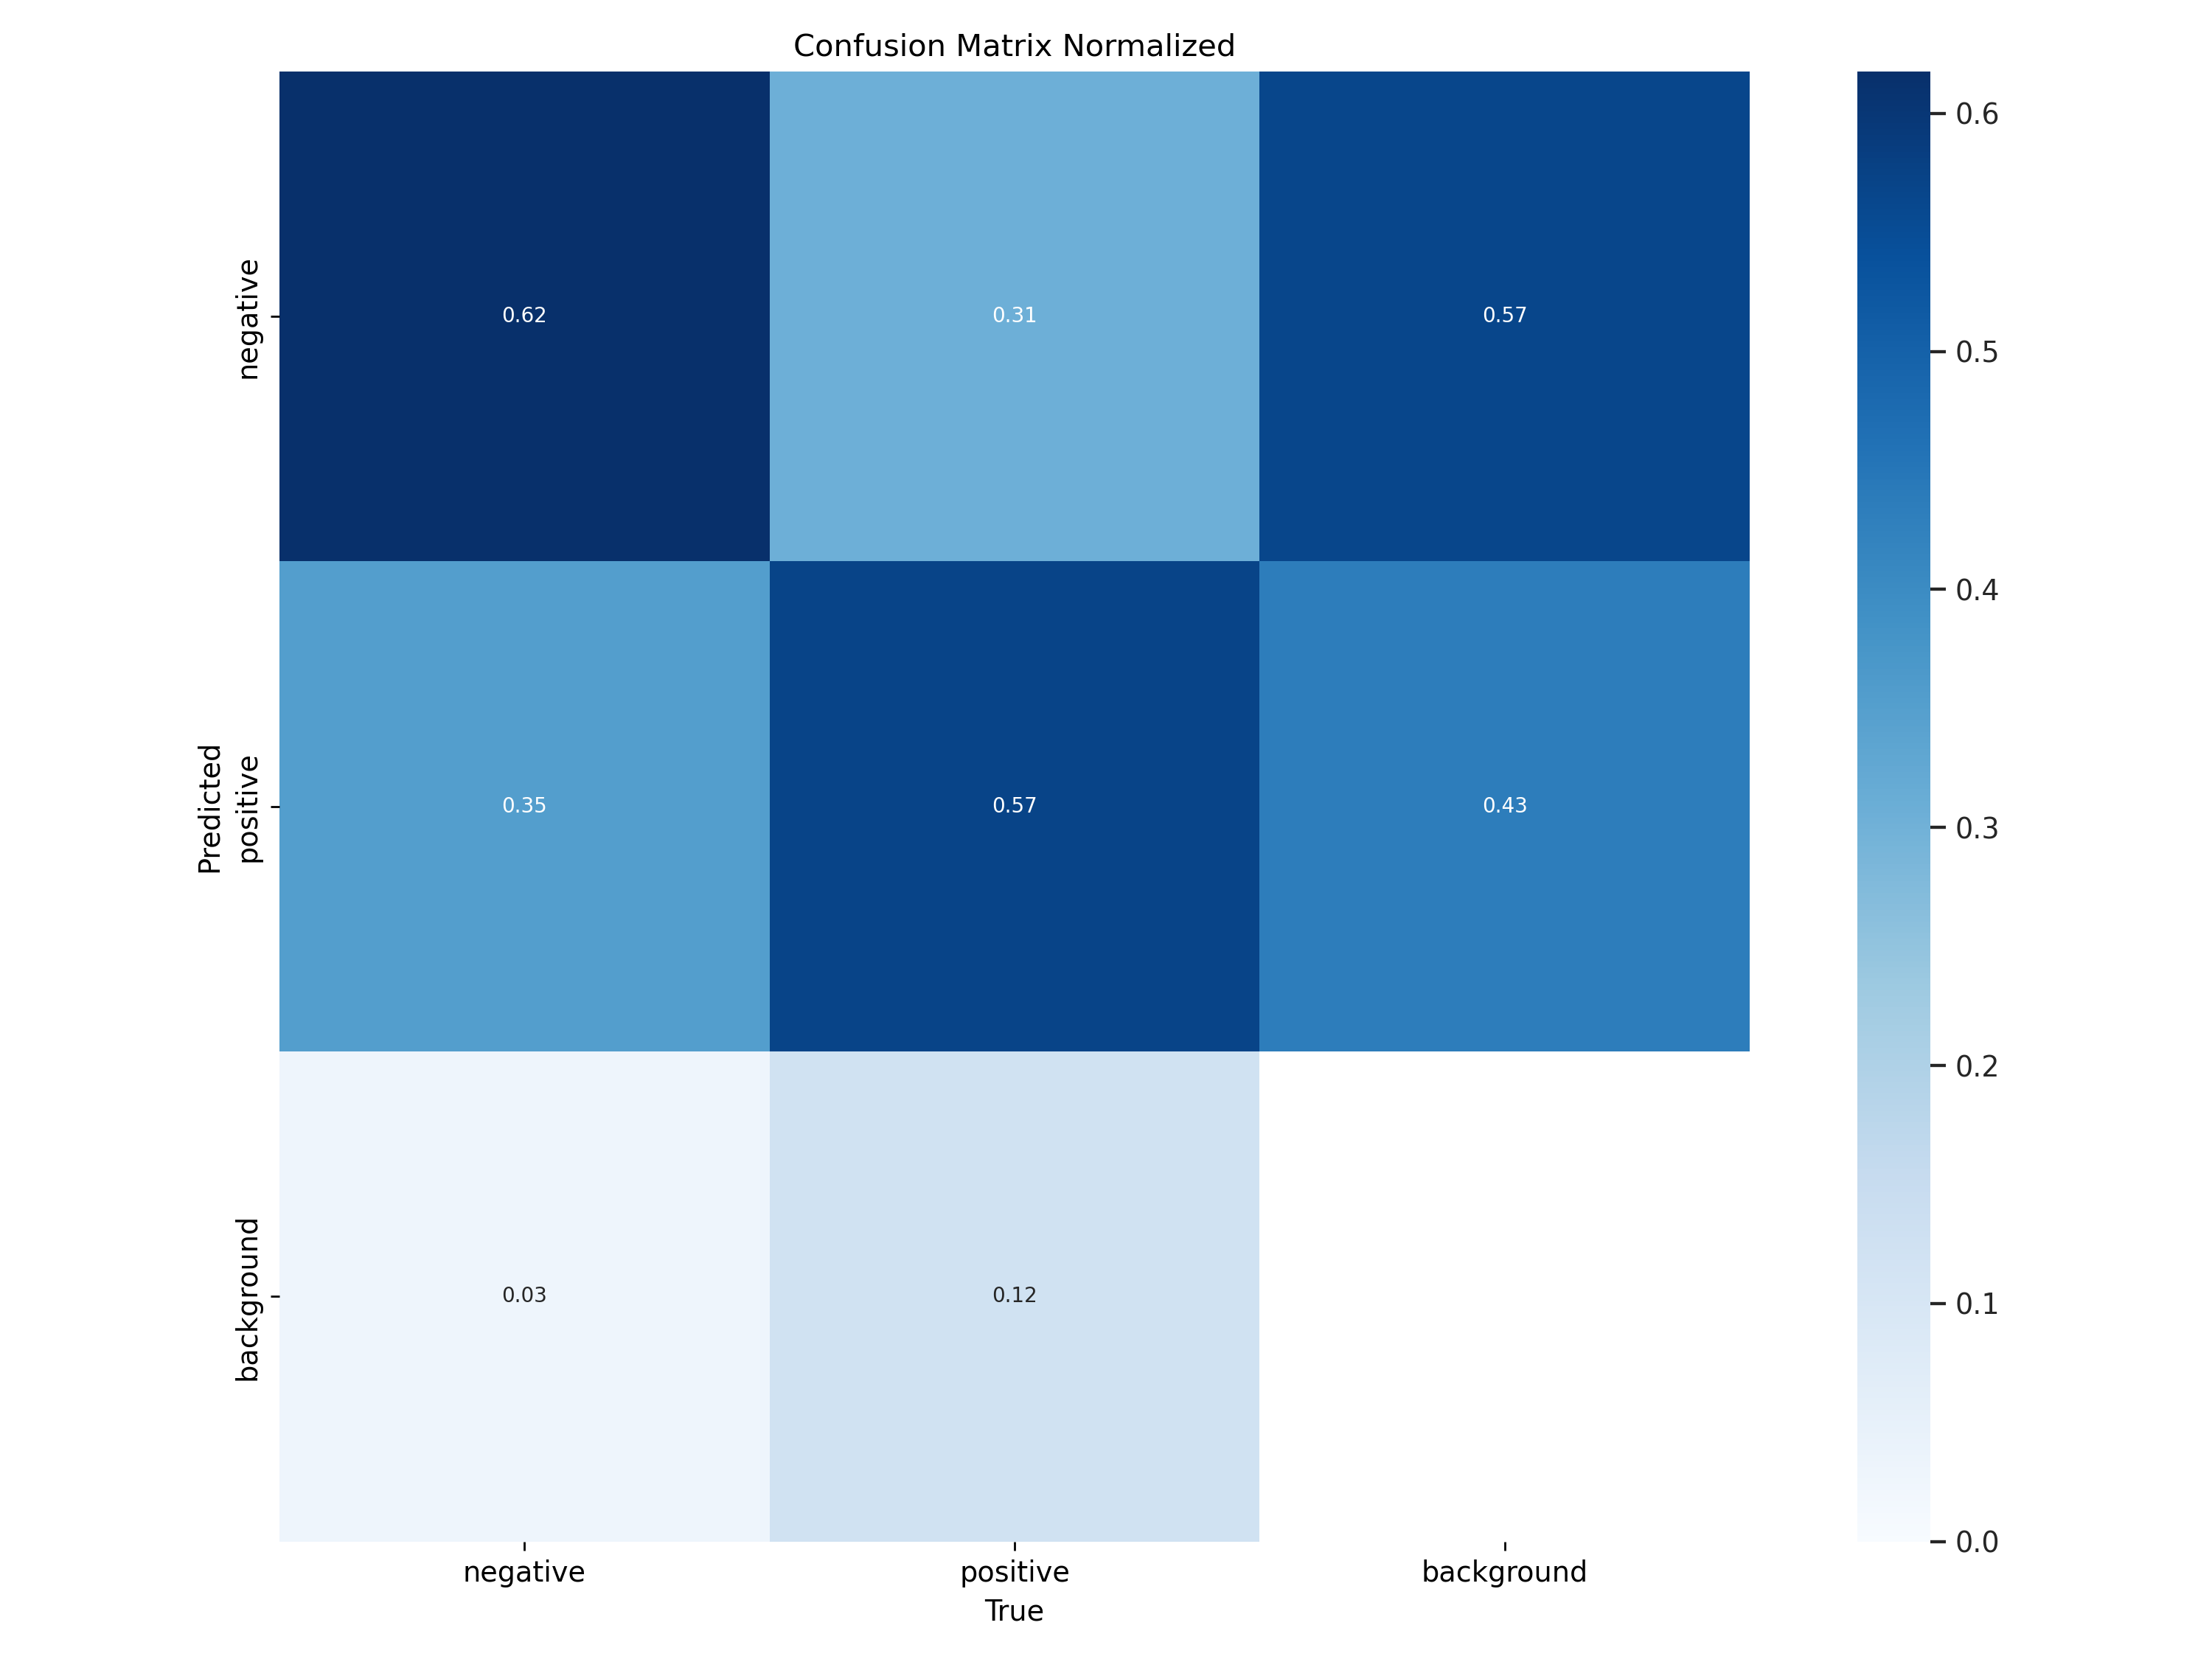 Confusion Matrix Normalized
negative
0.62
0.31
0.57
Predicted
positive
0.35
0.57
0.43
background
0.03
0.12
negative
positive
background
True
0.6
0.5
0.4
0.3
0.2
0.1
0.0